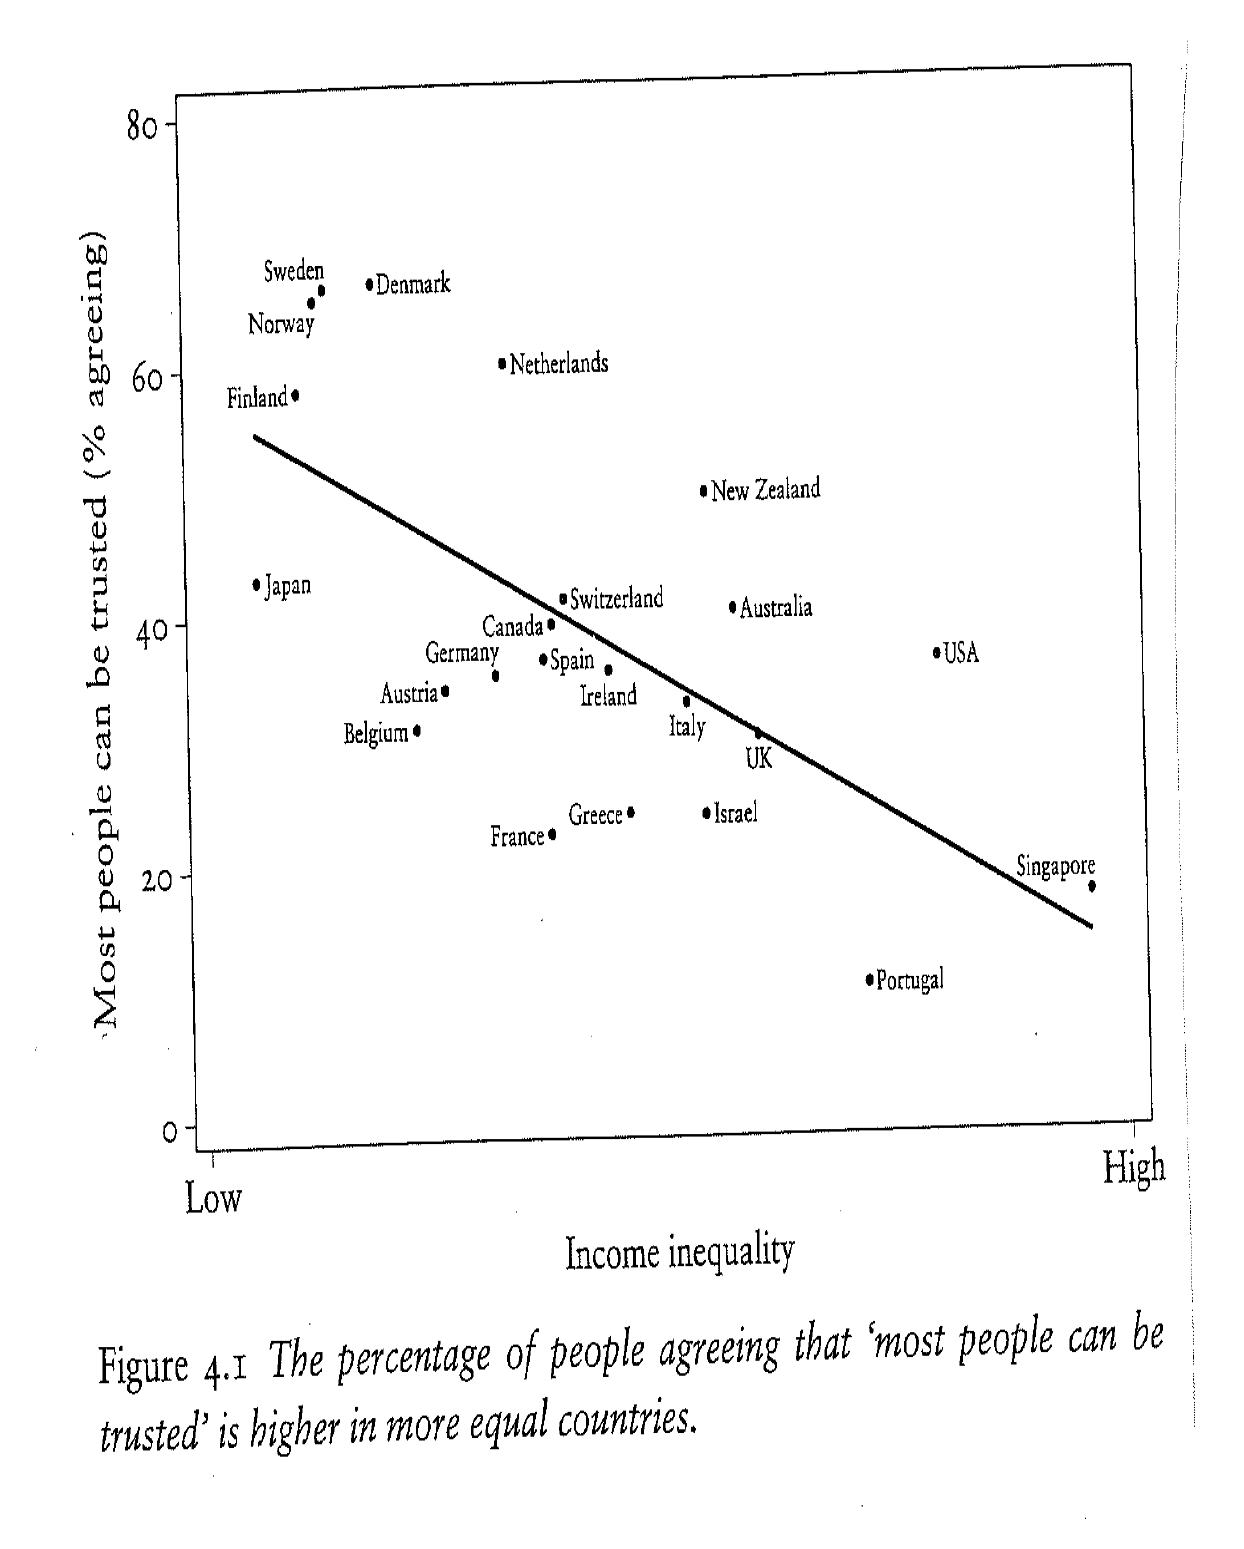 80
60
40
20
0
'Most people can be trusted (% agreeing)
Sweden
Denmark
Norway
Netherlands
Finland
New Zealand
Japan
Switzerland
Australia
Canada
Germany
Spain
USA
Austria
Ireland
Italy
Belgium
UK
Greece
Israel
France
Singapore
Portugal
Low
High
Income inequality
Figure 4.1 The percentage of people agreeing that ‘most people can be
trusted’ is higher in more equal countries.